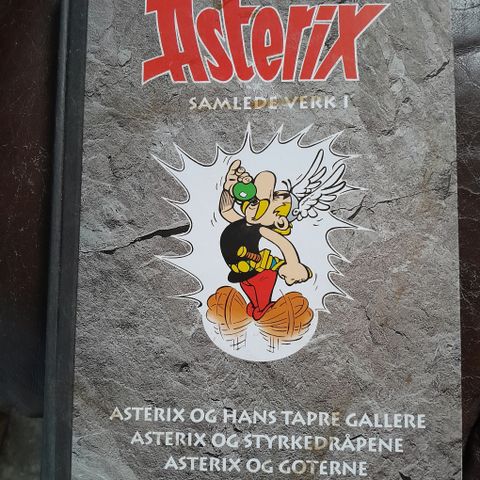 Asterix
SAMLEDE VERK I
ASTERIX OG HANS TAPRE GALLERE
ASTERIX OG STYRKEDRÅPENE
ASTERIX OG GOTERNE